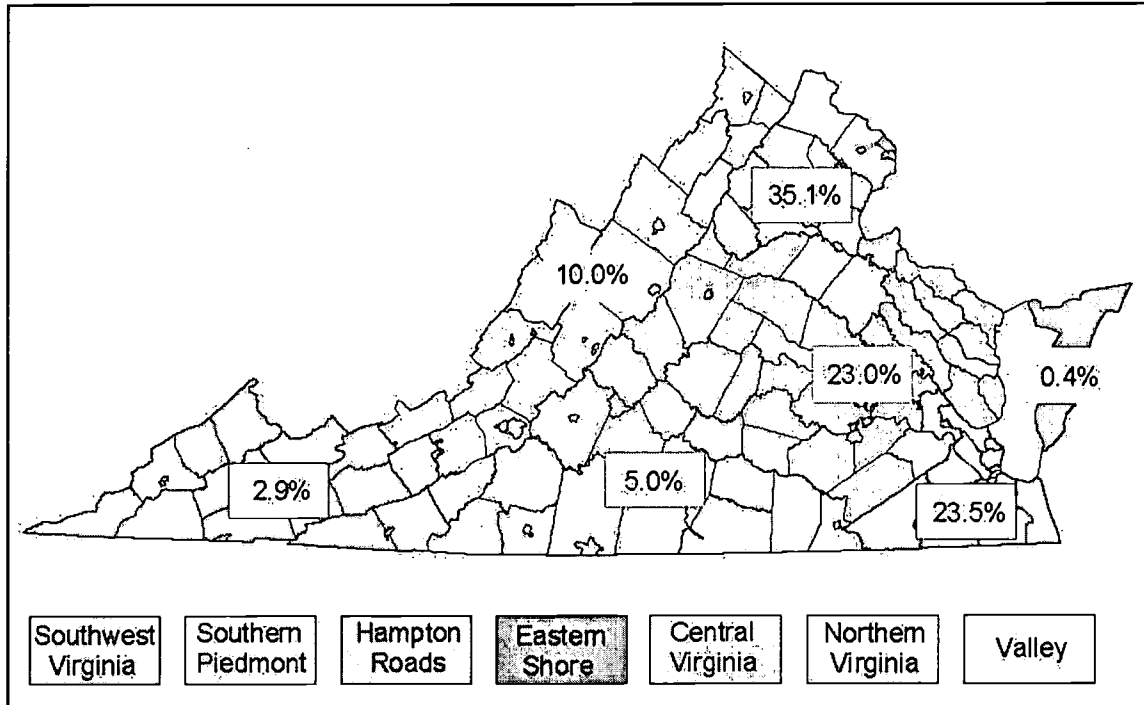 35.1%
10.0%
23.0%
0.4%
2.9%
5.0%
23.5%
Southwest
Virginia
Southern
Piedmont
Hampton
Roads
Eastern
Shore
Central
Virginia
Northern
Virginia
Valley